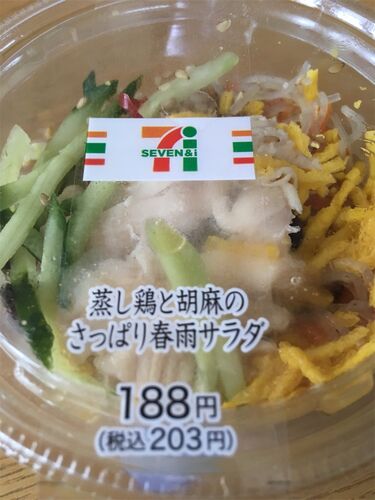 SEVEN&i
蒸し鶏と胡麻の
さっぱり春雨サラダ
188円
(税込203円)